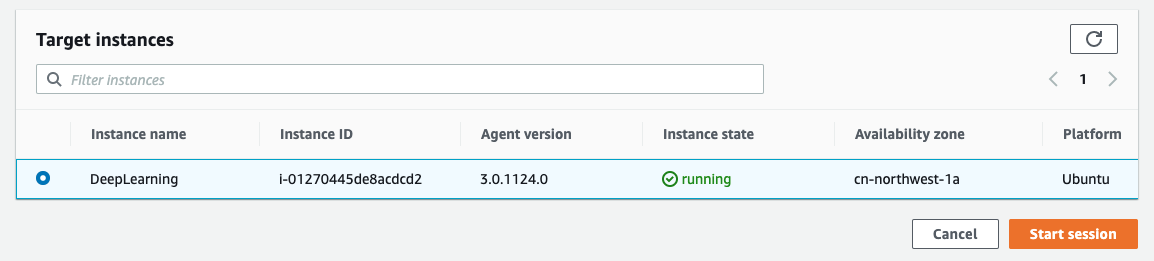 Target instances
Filter instances
1
Instance name Instance ID Agent version Instance state Availability zone Platform
DeepLearning i-01270445de8acdcd2 3.0.1124.0 running cn-northwest-1a Ubuntu
Cancel Start session